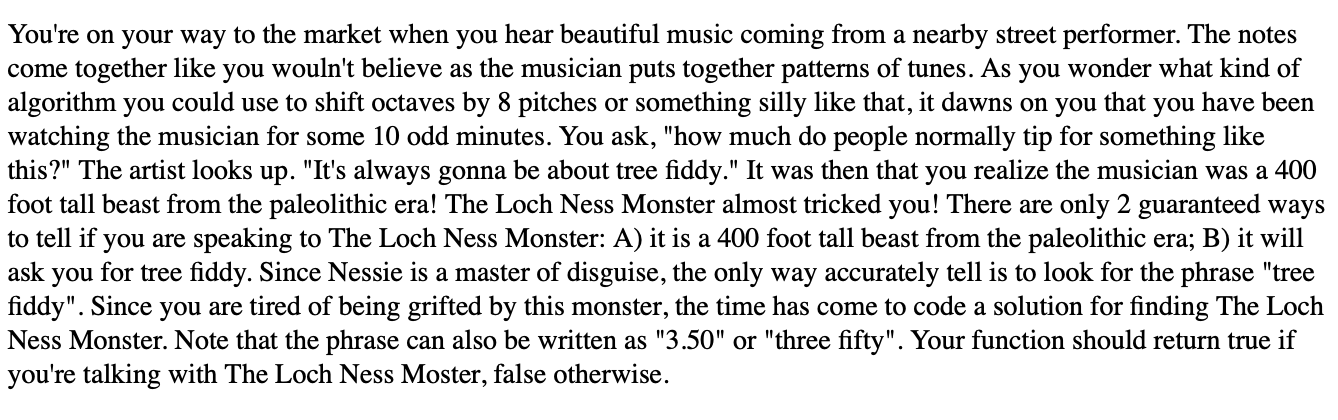 You're on your way to the market when you hear beautiful music coming from a nearby street performer. The notes
come together like you wouln't believe as the musician puts together patterns of tunes. As you wonder what kind of
algorithm you could use to shift octaves by 8 pitches or something silly like that, it dawns on you that you have been
watching the musician for some 10 odd minutes. You ask, "how much do people normally tip for something like
this?" The artist looks up. "It's always gonna be about tree fiddy." It was then that you realize the musician was a 400
foot tall beast from the paleolithic era! The Loch Ness Monster almost tricked you! There are only 2 guaranteed ways
to tell if you are speaking to The Loch Ness Monster: A) it is a 400 foot tall beast from the paleolithic era; B) it will
ask you for tree fiddy. Since Nessie is a master of disguise, the only way accurately tell is to look for the phrase "tree
fiddy". Since you are tired of being grifted by this monster, the time has come to code a solution for finding The Loch
Ness Monster. Note that the phrase can also be written as "3.50" or "three fifty". Your function should return true if
you're talking with The Loch Ness Moster, false otherwise.